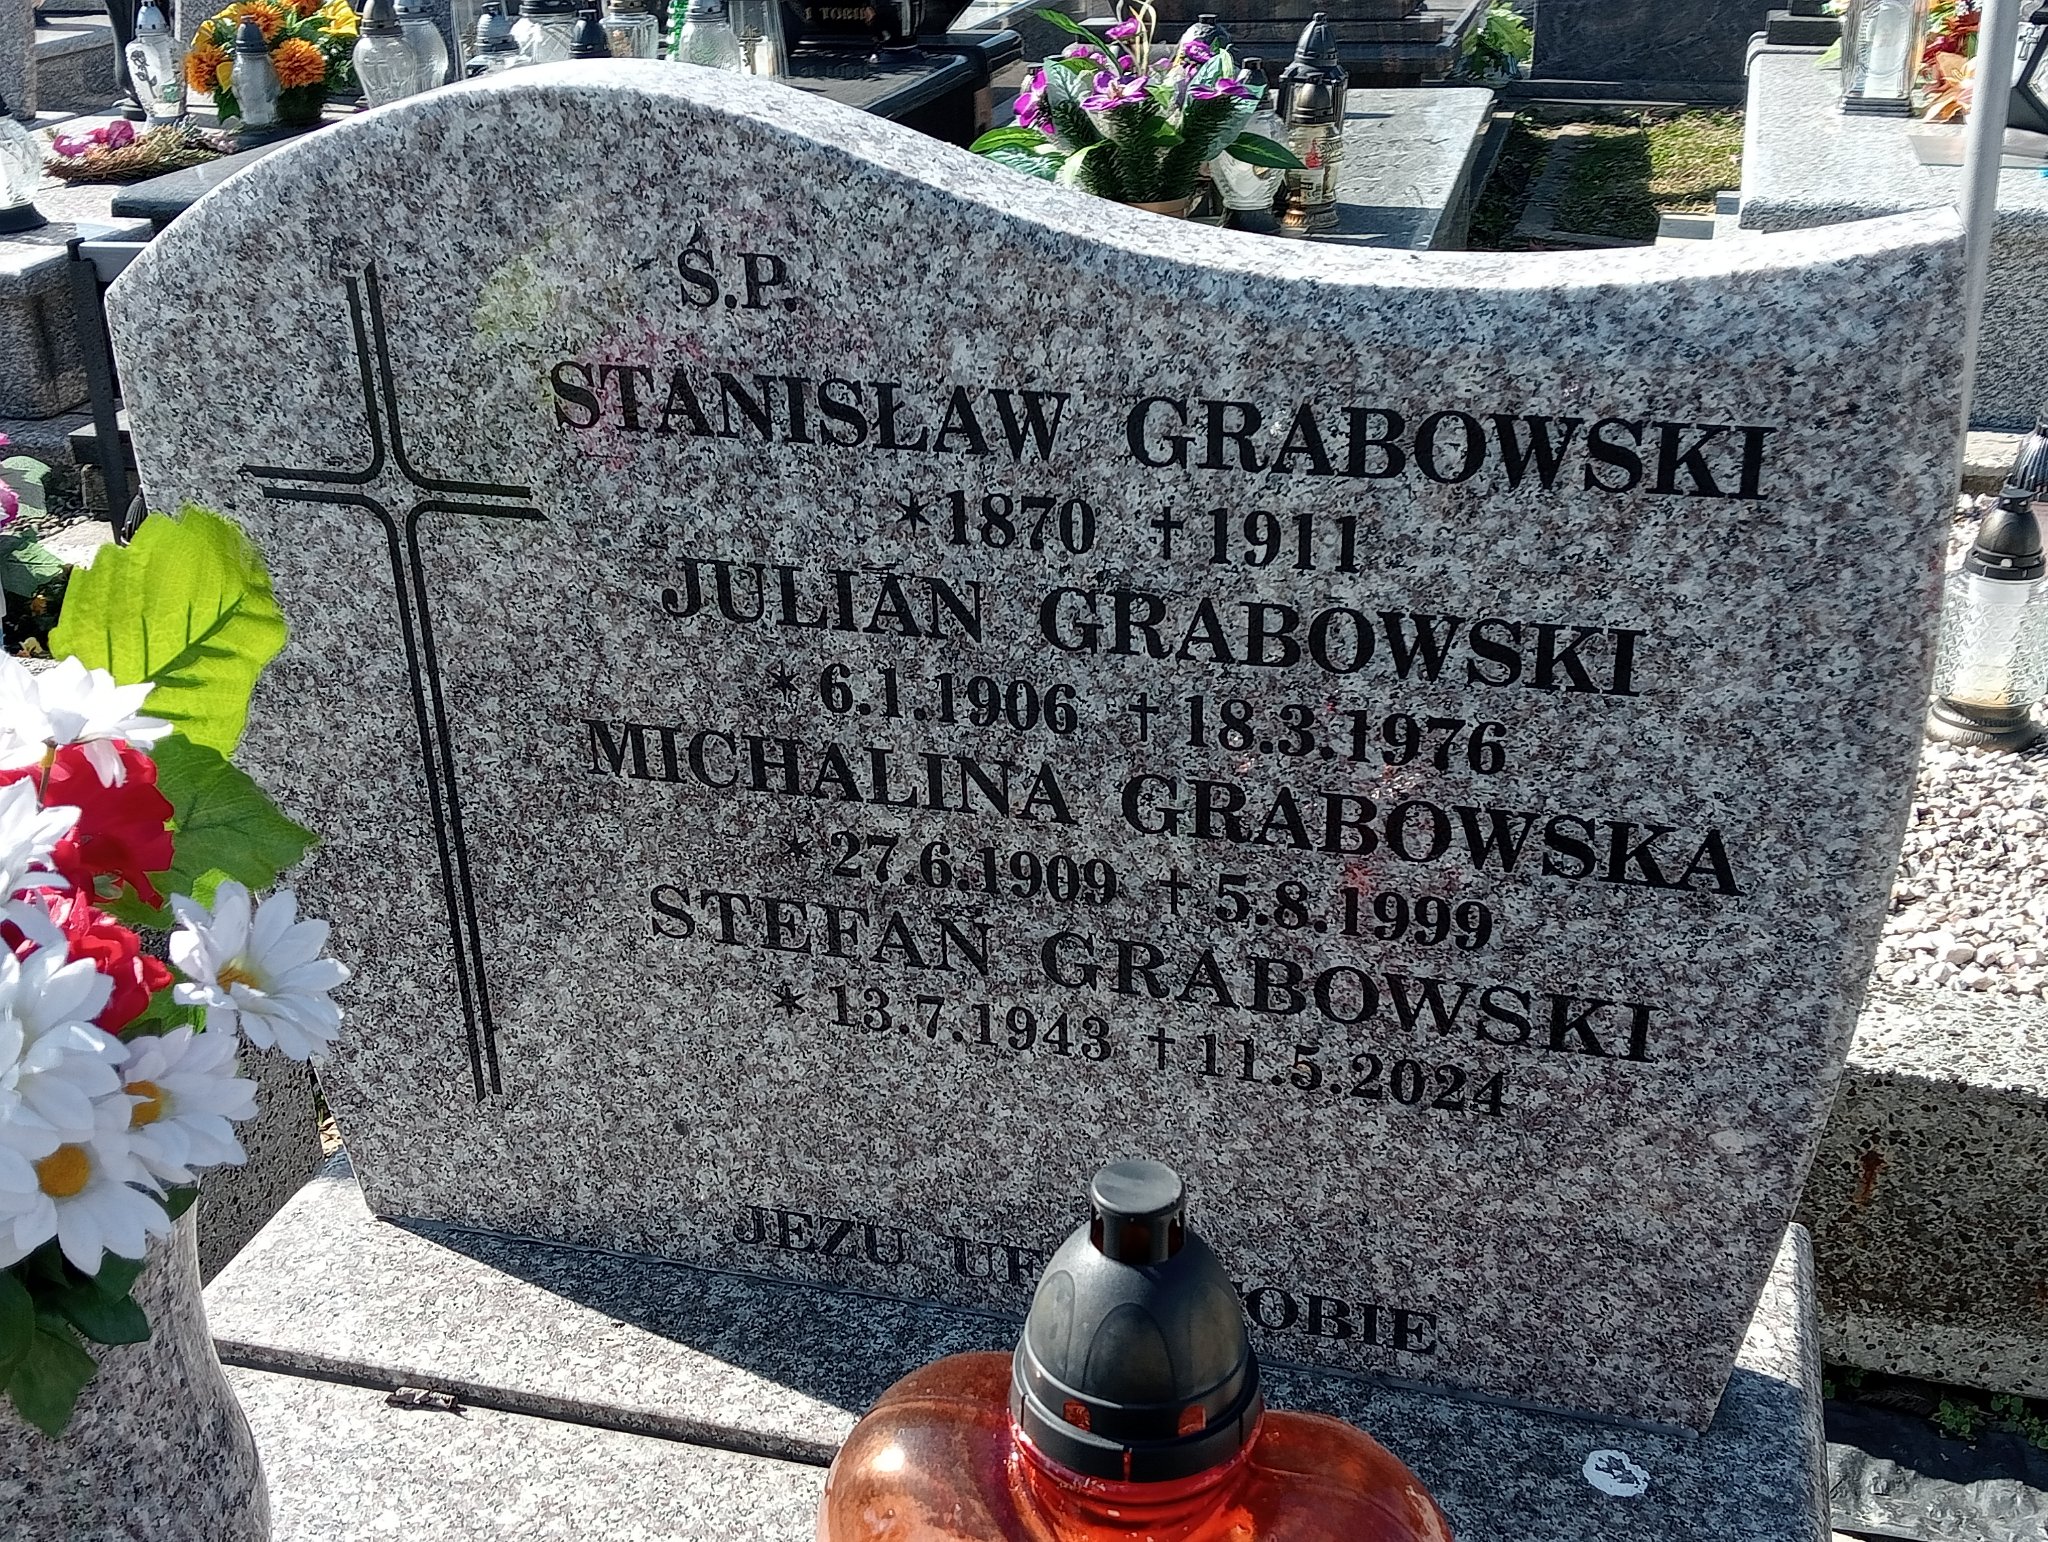 I TOBIE
Ś.P.
STANISŁAW GRABOWSKI
*1870 †1911
JULIAN GRABOWSKI
* 6.1.1906 †18.3.1976
MICHALINA GRABOWSKA
* 27.6.1909 † 5.8.1999
STEFAN GRABOWSKI
* 13.7.1943 †11.5.2024
JEZU